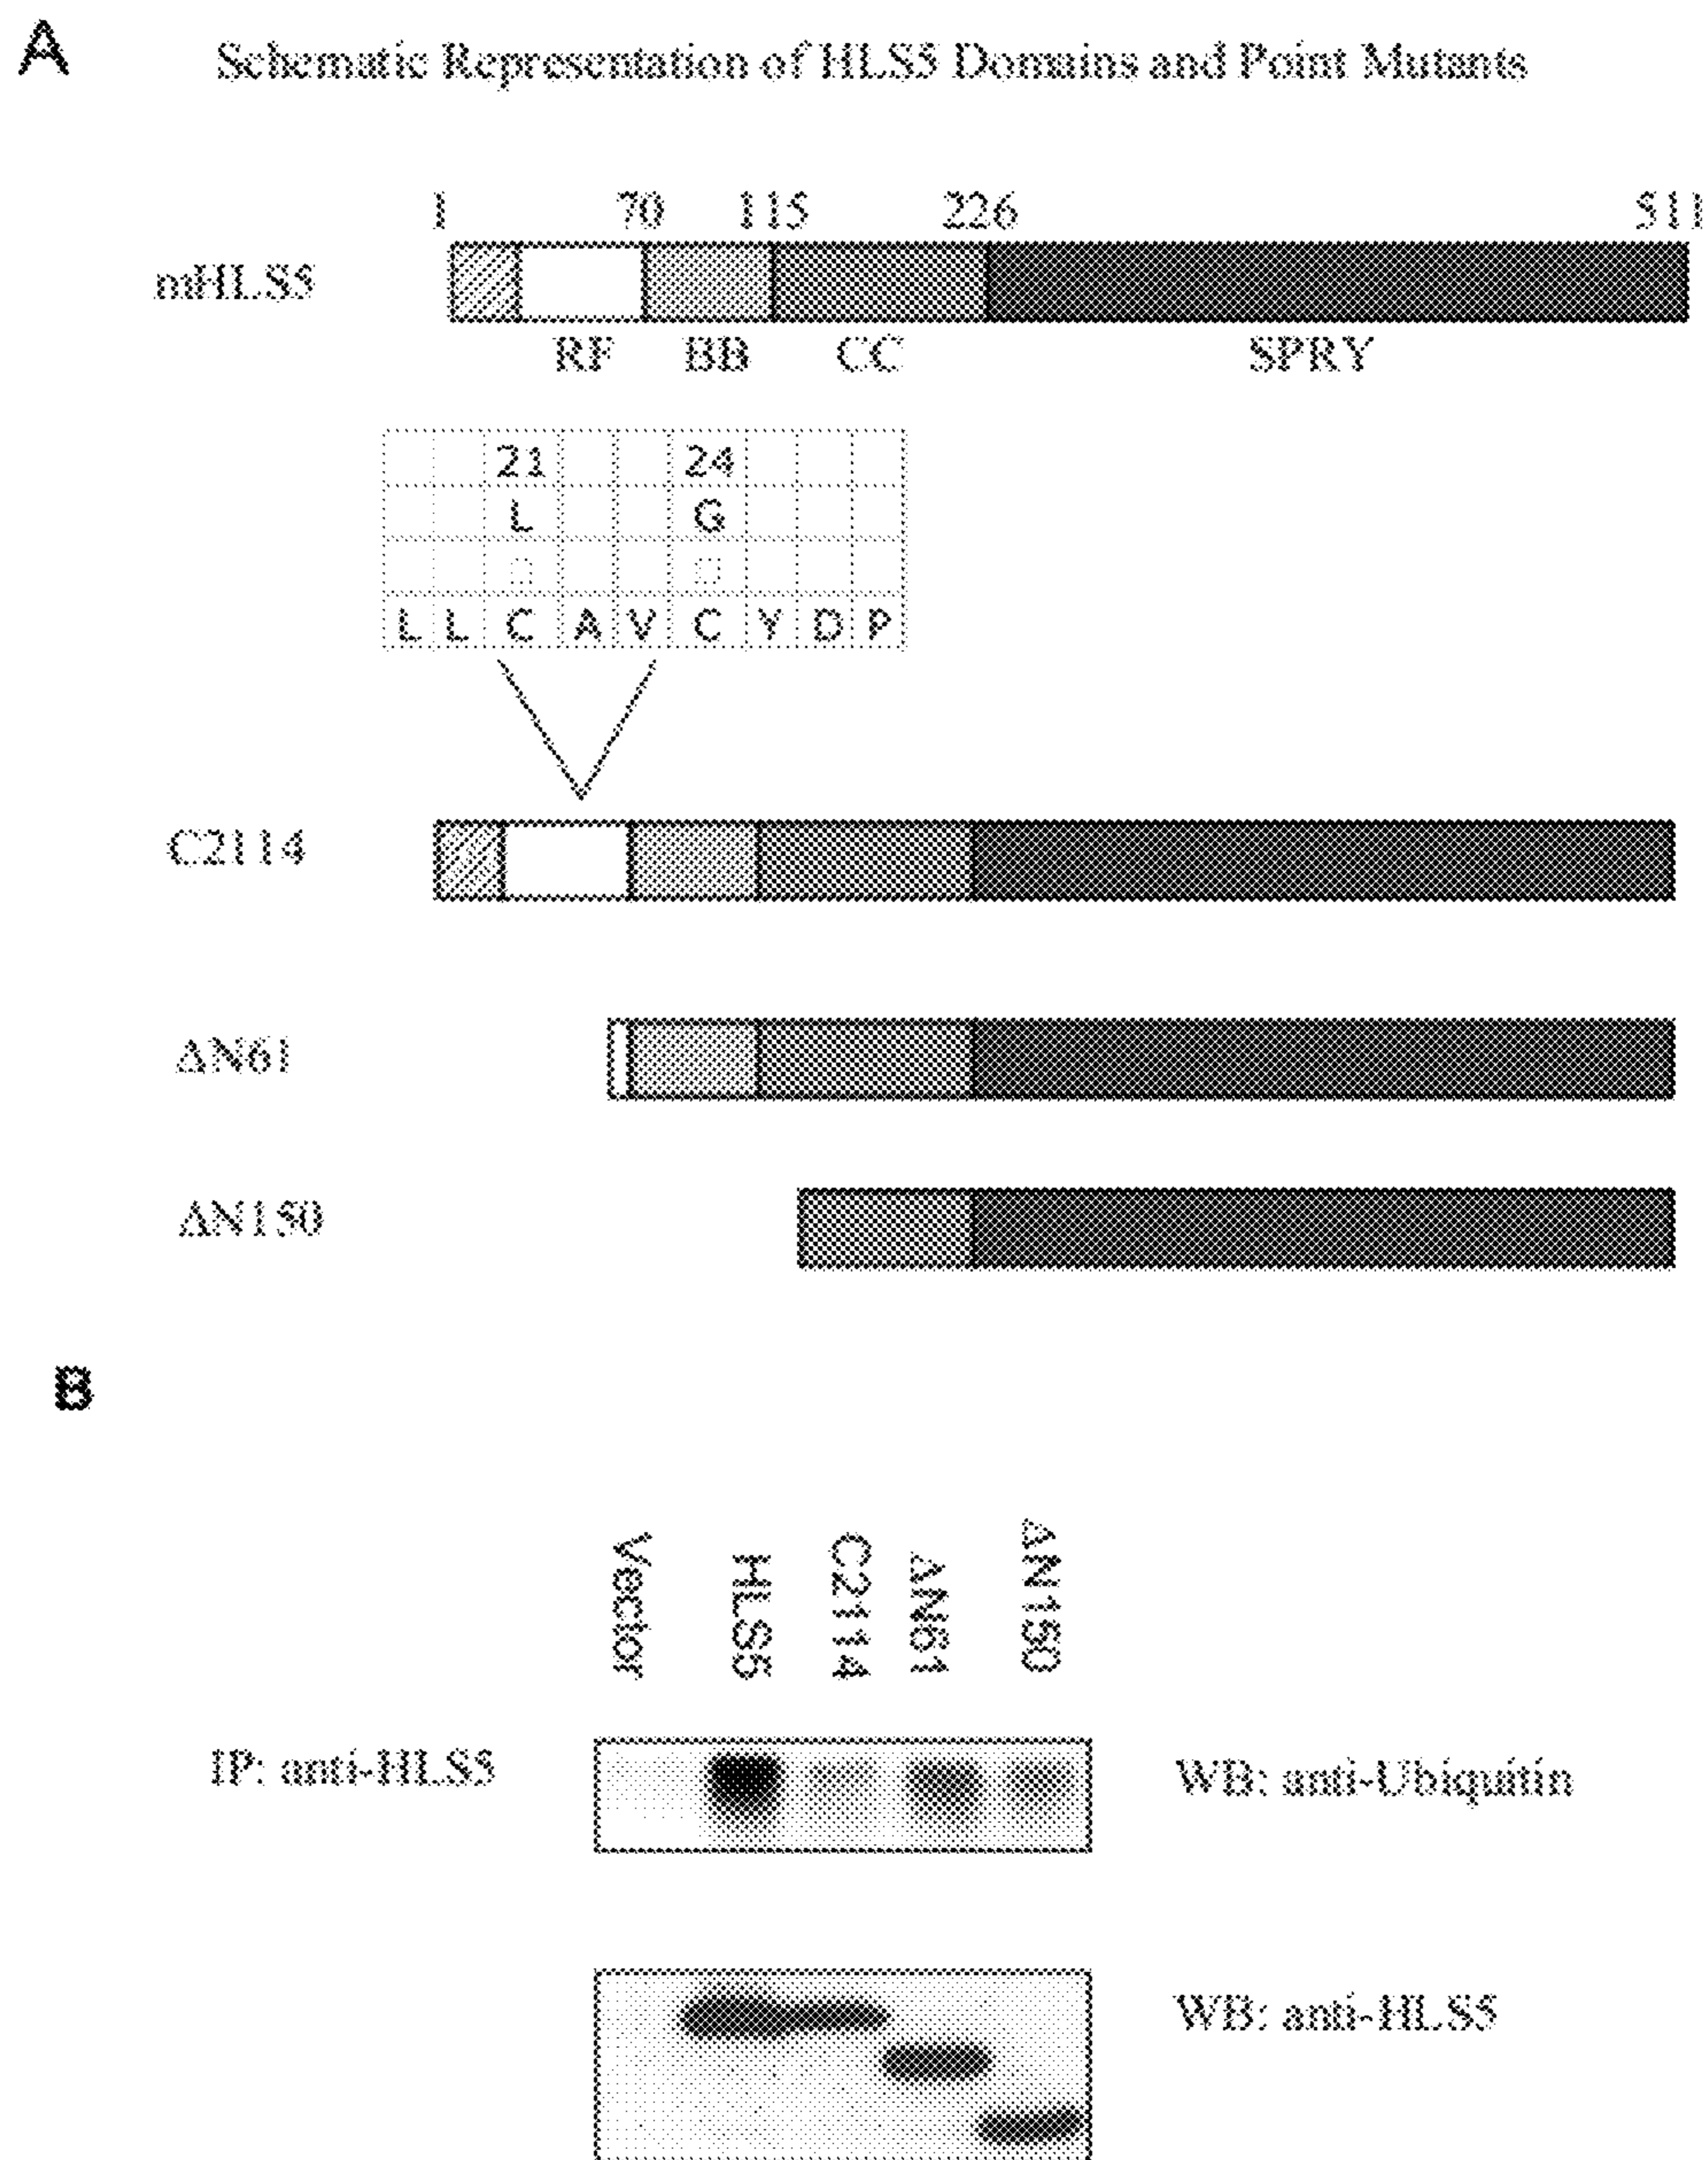 A
Schematic Representation of HLS5 Domains and Point Mutants
1 70 115 226 511
mHLS5
RF BB CC SPRY
21 24
L G
L L C A V C Y D P
C2114
ΔN61
ΔN150
B
Vector HLS5 C2114 ΔN61 ΔN150
IP: anti-HLS5 WB: anti-Ubiquitin
WB: anti-HLS5